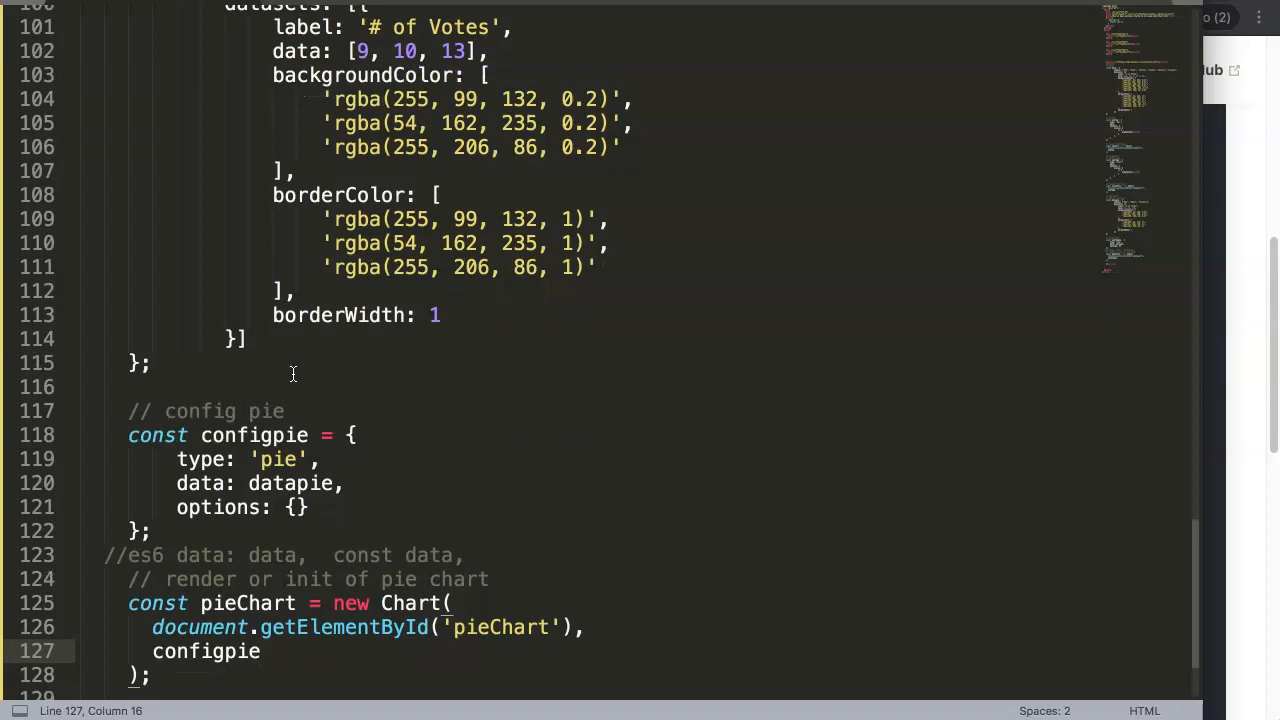 100 datasets: [{
101 label: '# of Votes',
102 data: [9, 10, 13],
103 backgroundColor: [
104 'rgba(255, 99, 132, 0.2)',
105 'rgba(54, 162, 235, 0.2)',
106 'rgba(255, 206, 86, 0.2)'
107 ],
108 borderColor: [
109 'rgba(255, 99, 132, 1)',
110 'rgba(54, 162, 235, 1)',
111 'rgba(255, 206, 86, 1)'
112 ],
113 borderWidth: 1
114 }]
115 };
116
117 // config pie
118 const configpie = {
119 type: 'pie',
120 data: datapie,
121 options: {}
122 };
123 //es6 data: data,  const data,
124 // render or init of pie chart
125 const pieChart = new Chart(
126 document.getElementById('pieChart'),
127 configpie
128 );
129
Line 127, Column 16
Spaces: 2
HTML
o (2)
lub